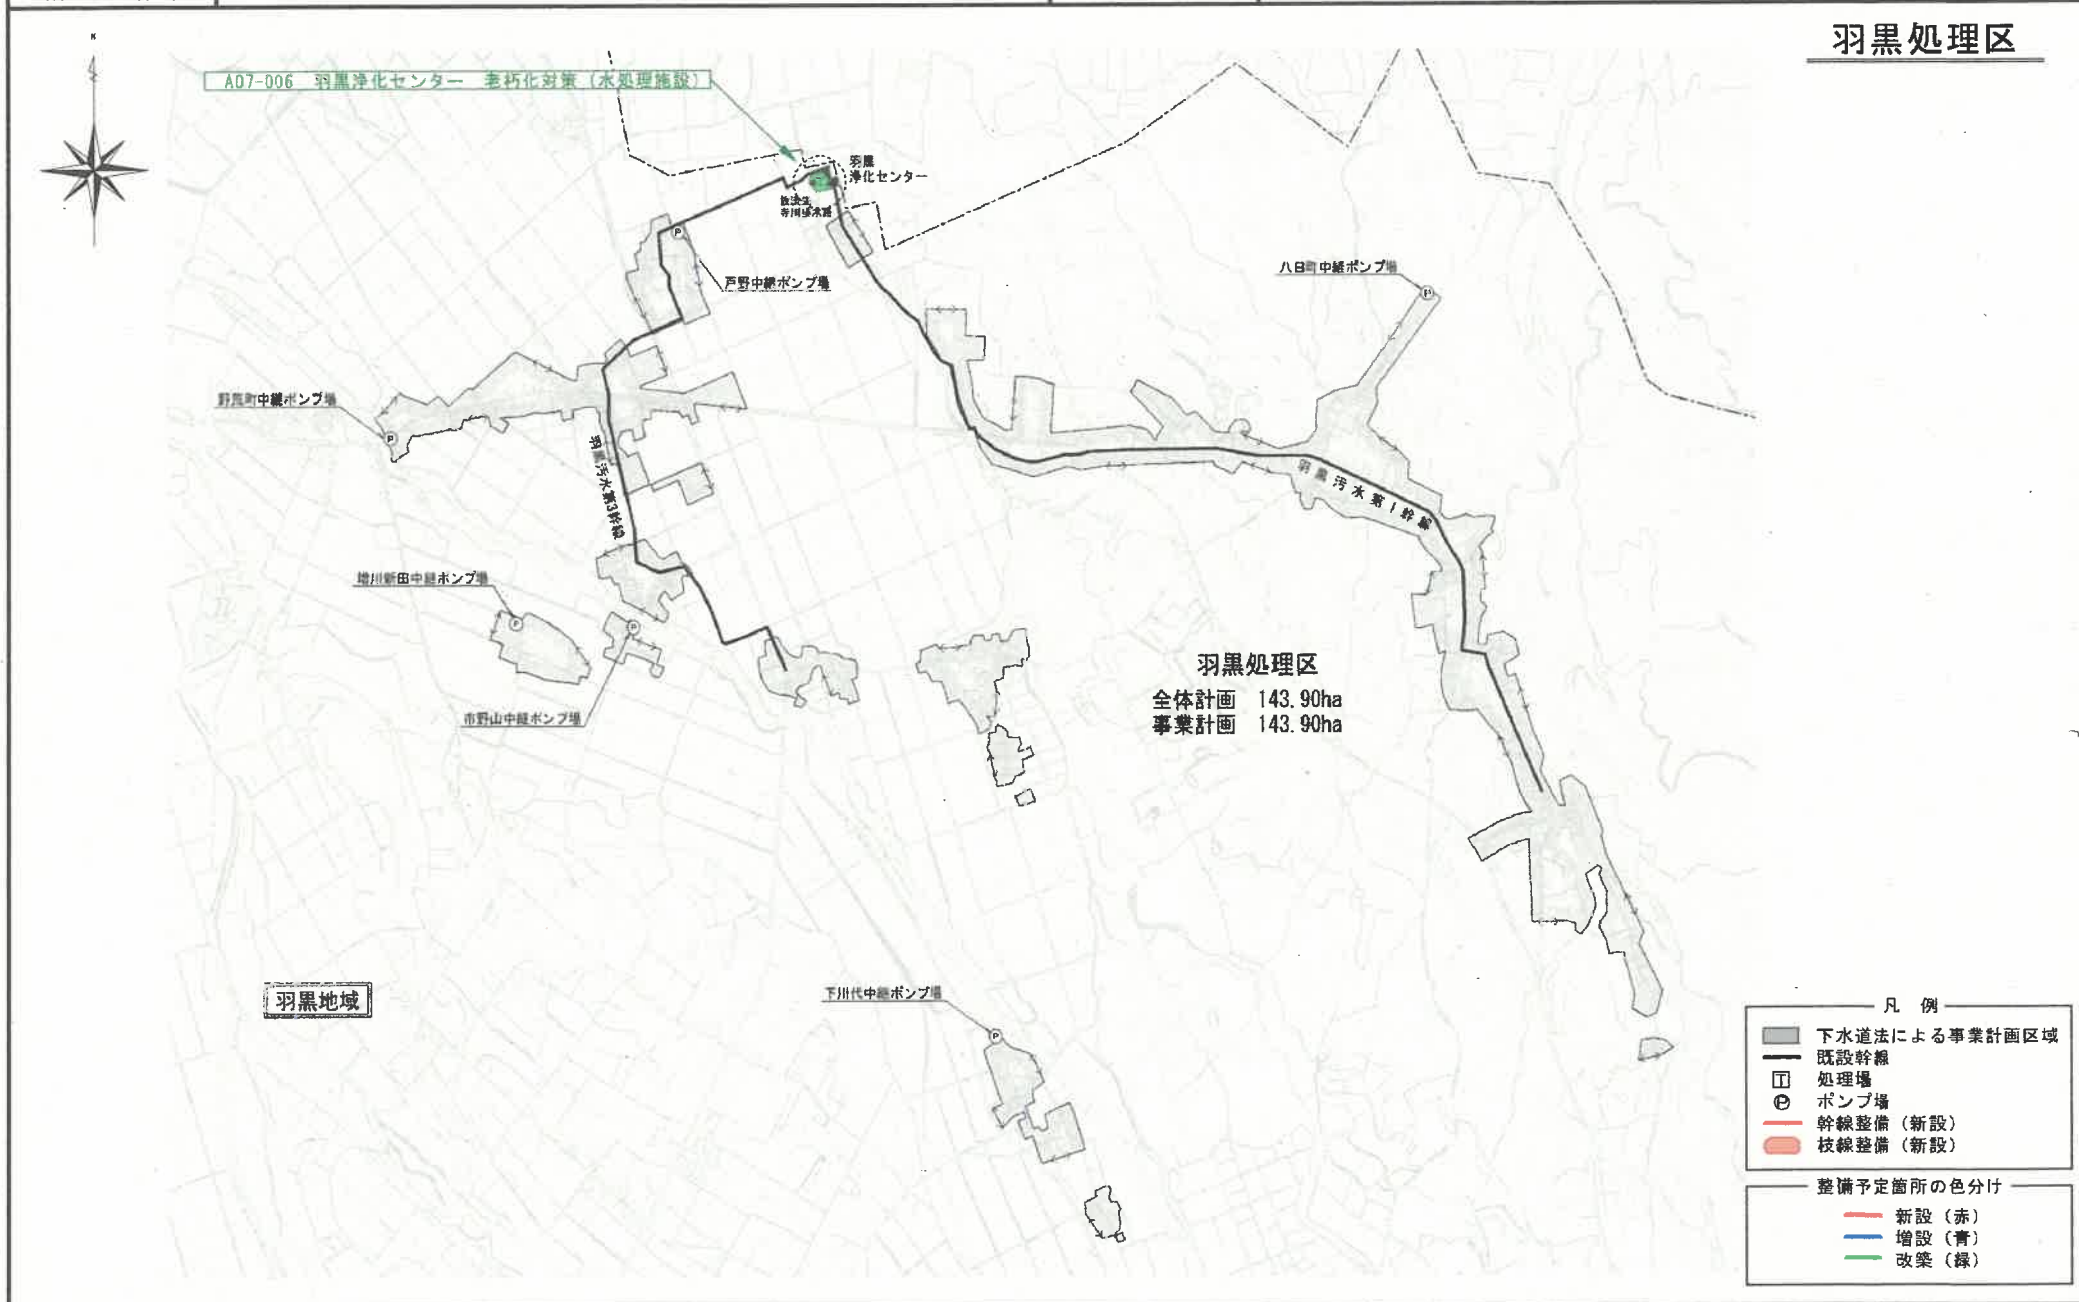 羽黒処理区
N
A07-006 羽黒浄化センター 老朽化対策（水処理施設）
羽黒
浄化センター
戸野中継ポンプ場
八日町中継ポンプ場
野荒町中継ポンプ場
羽黒汚水第3幹線
羽黒汚水第1幹線
増川新田中継ポンプ場
市野山中継ポンプ場
羽黒処理区
全体計画 143.90ha
事業計画 143.90ha
羽黒地域
下川代中継ポンプ場
凡 例
下水道法による事業計画区域
既設幹線
T 処理場
P ポンプ場
幹線整備（新設）
枝線整備（新設）
整備予定箇所の色分け
新設（赤）
増設（青）
改築（緑）